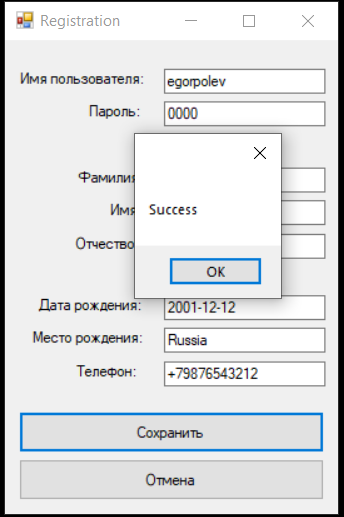 Registration
Имя пользователя: egorpolev
Пароль: 0000
Фамилия
Имя
Отчество
Success
OK
Дата рождения: 2001-12-12
Место рождения: Russia
Телефон: +79876543212
Сохранить
Отмена